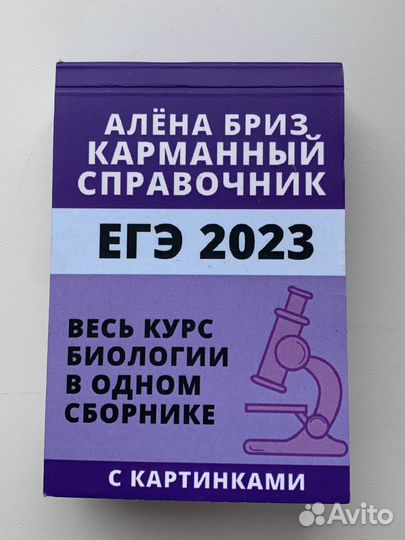 АЛЁНА БРИЗ
КАРМАННЫЙ
СПРАВОЧНИК
ЕГЭ 2023
ВЕСЬ КУРС
БИОЛОГИИ
В ОДНОМ
СБОРНИКЕ
С КАРТИНКАМИ
Avito